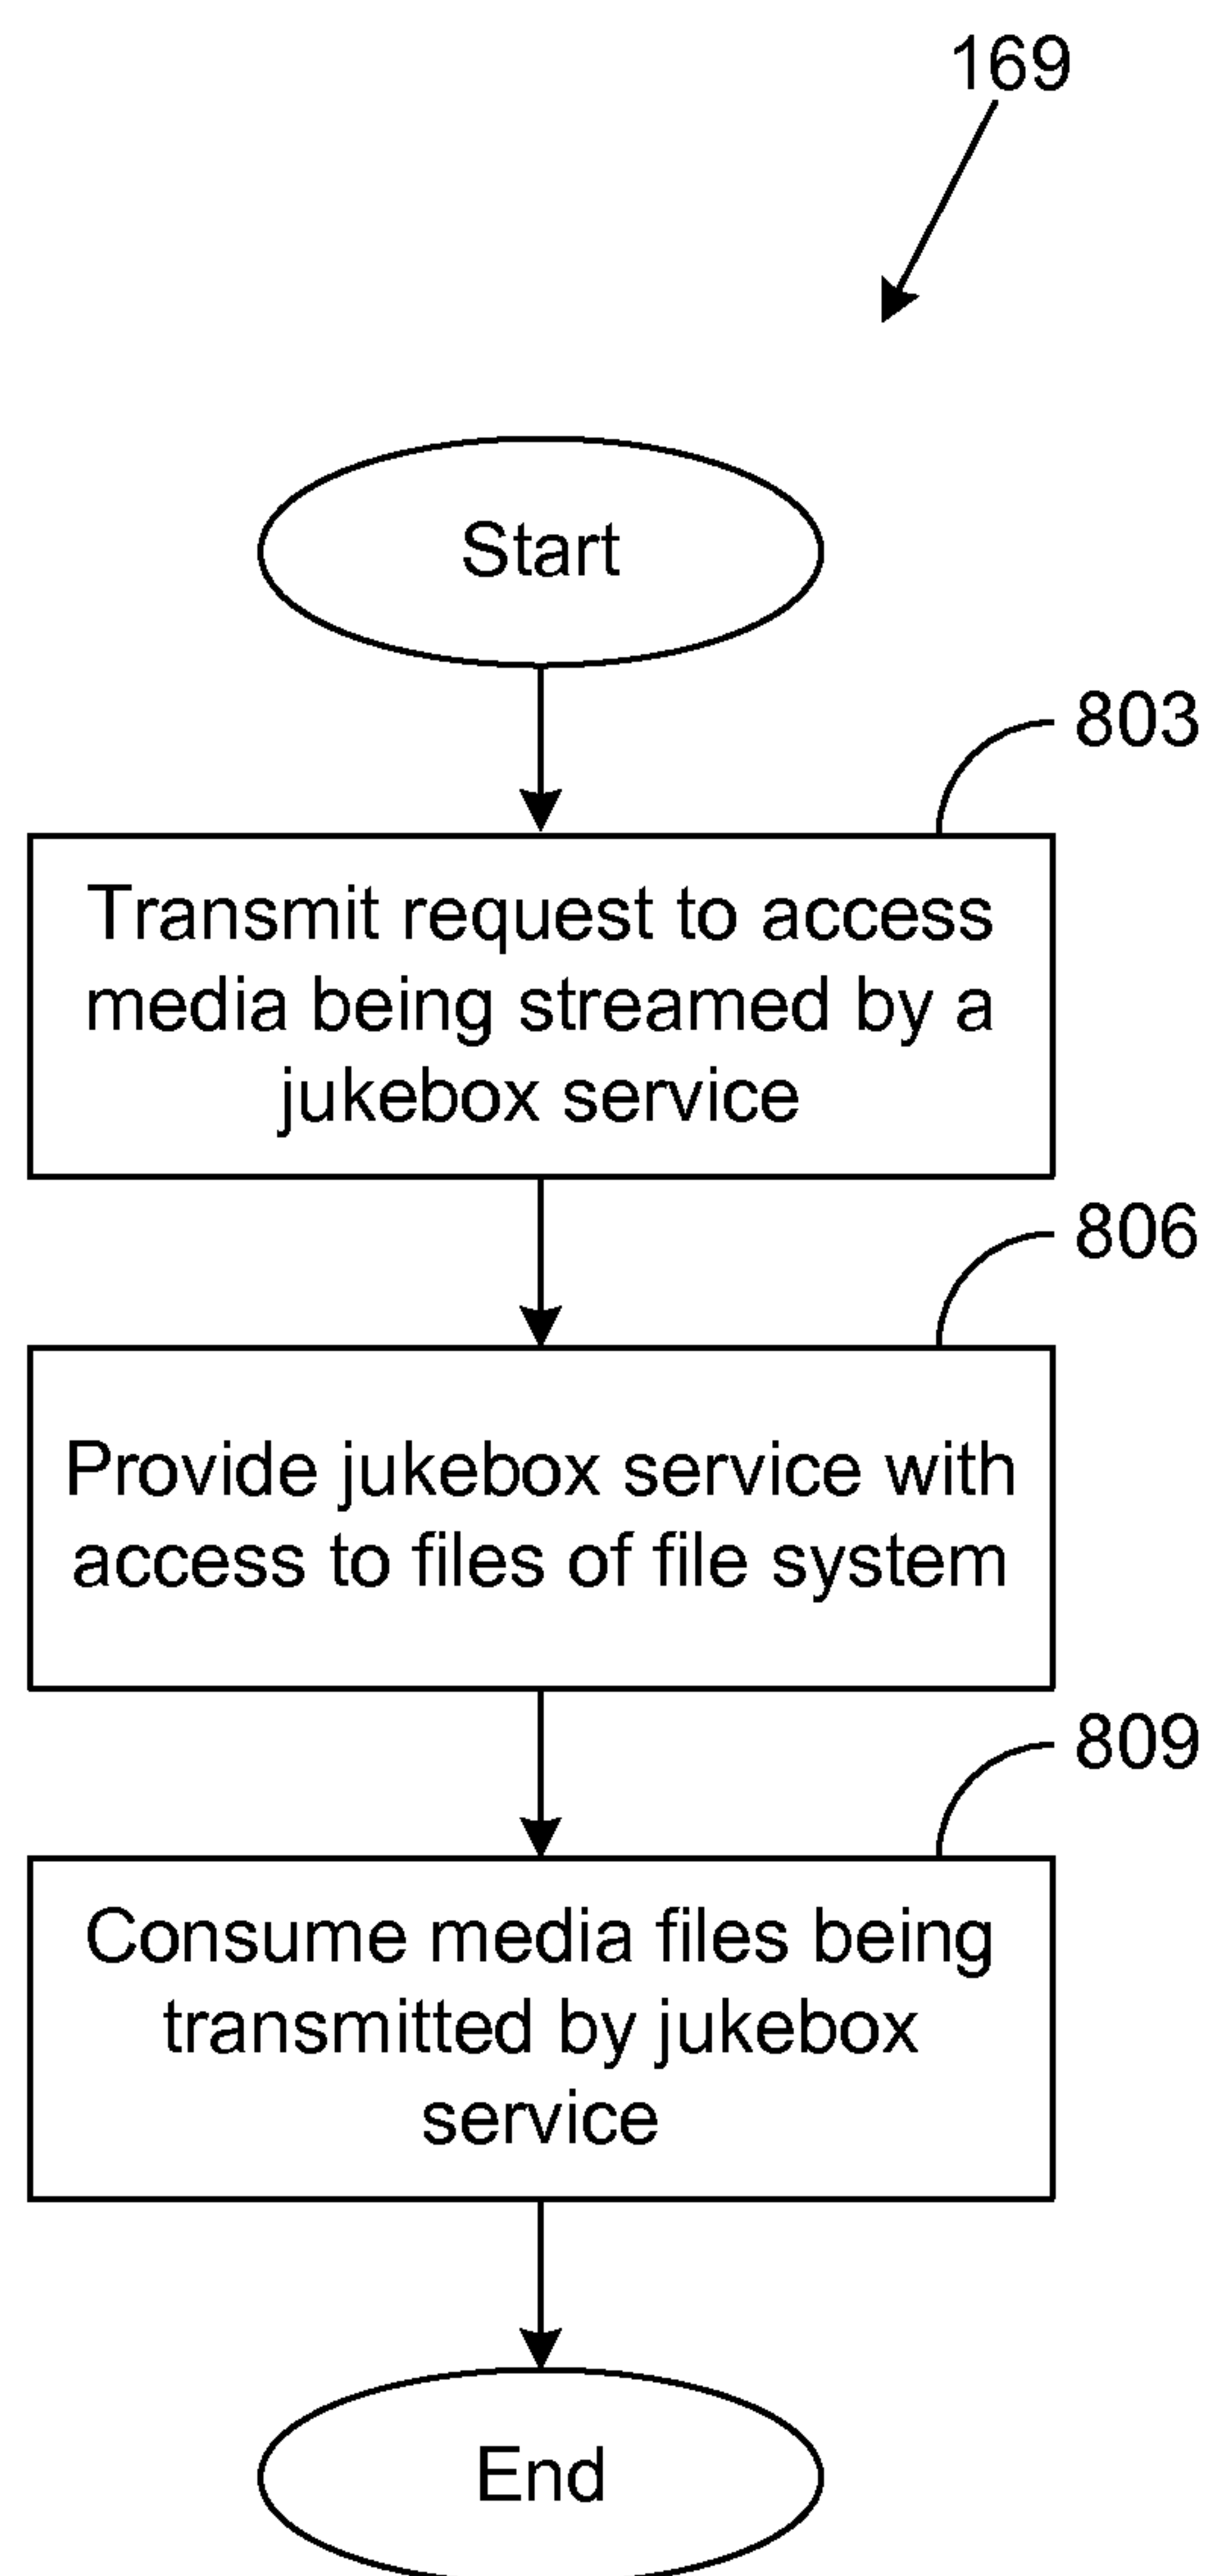 169
Start
803
Transmit request to access
media being streamed by a
jukebox service
806
Provide jukebox service with
access to files of file system
809
Consume media files being
transmitted by jukebox
service
End